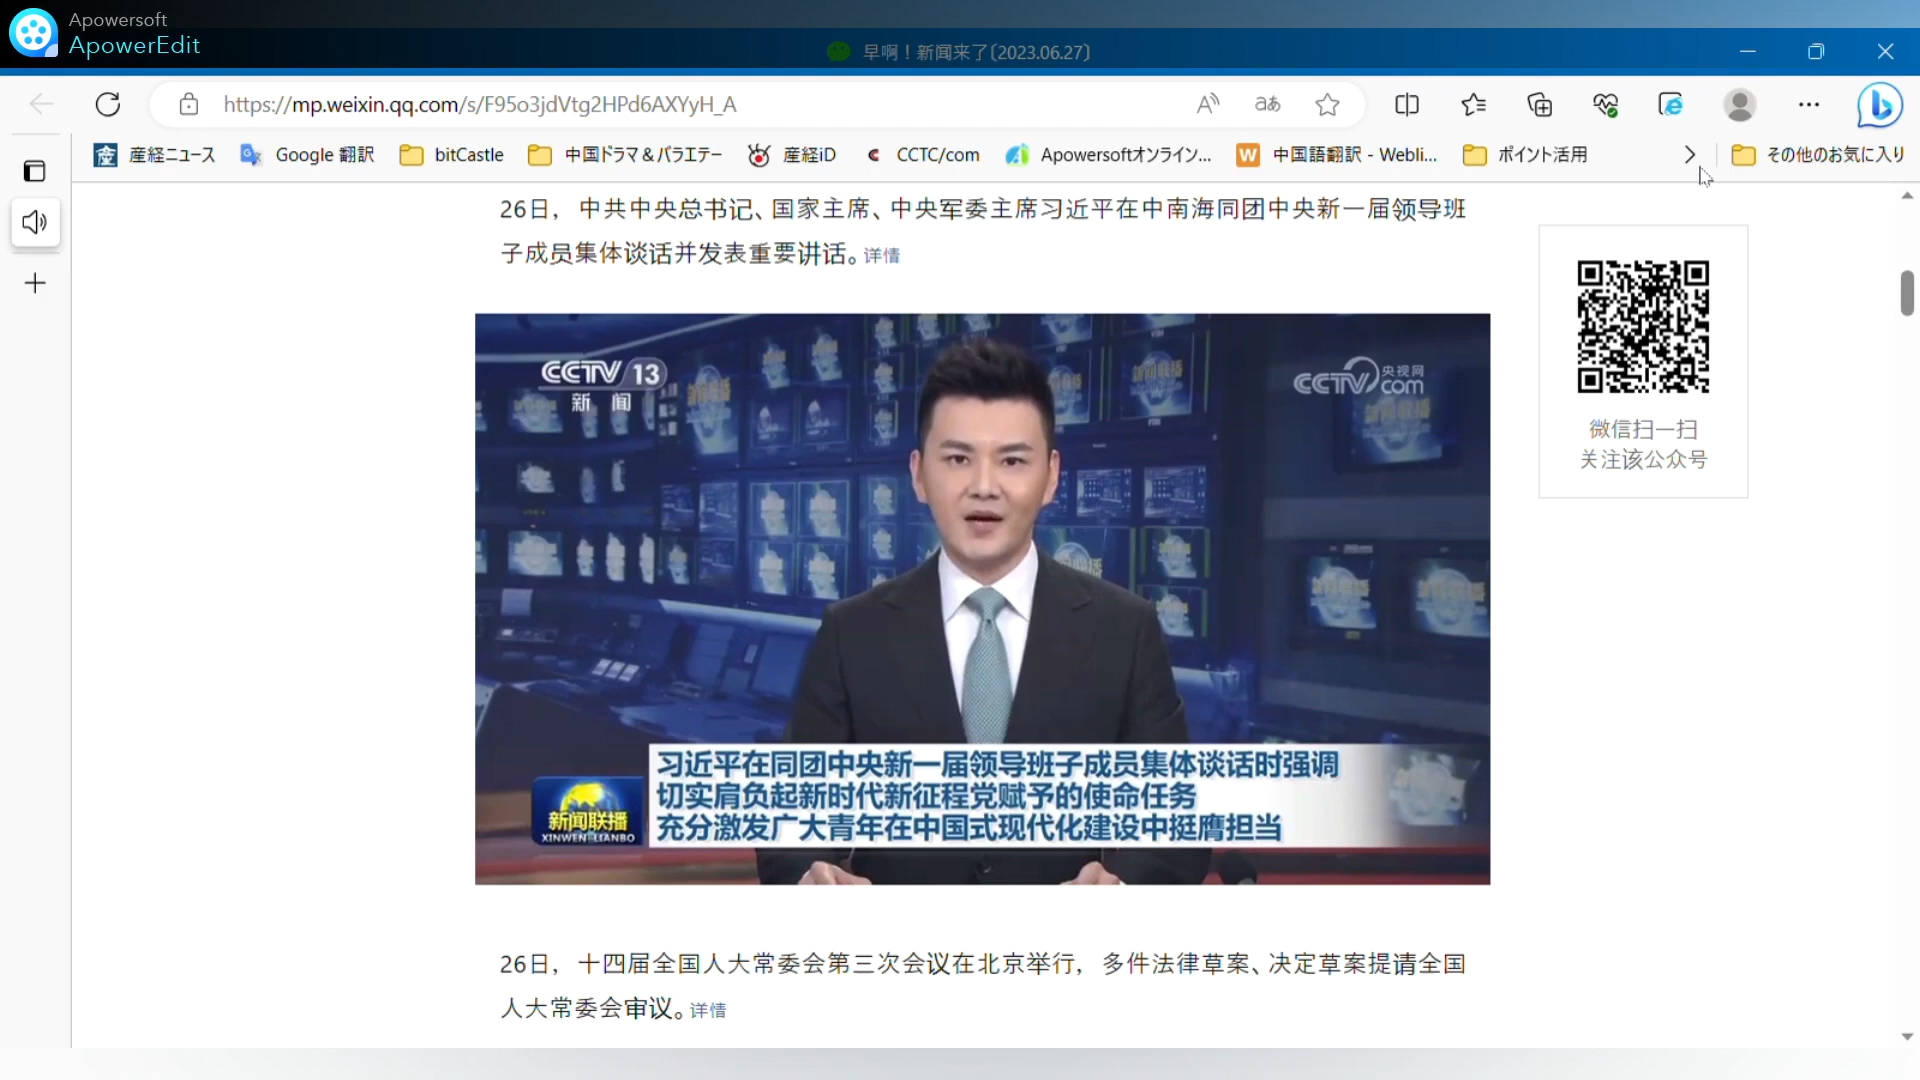 Apowersoft
ApowerEdit
早啊！新闻来了〔2023.06.27〕
https://mp.weixin.qq.com/s/F95o3jdVtg2HPd6AXYyH_A
産経ニュース
Google 翻訳
bitCastle
中国ドラマ＆バラエテー
産経iD
CCTC/com
Apowersoftオンライン...
中国語翻訳 - Webli...
ポイント活用
その他のお気に入り
26日，中共中央总书记、国家主席、中央军委主席习近平在中南海同团中央新一届领导班
子成员集体谈话并发表重要讲话。详情
CCTV 13
新闻
CCTV 央视网
com
习近平在同团中央新一届领导班子成员集体谈话时强调
切实肩负起新时代新征程党赋予的使命任务
充分激发广大青年在中国式现代化建设中挺膺担当
新闻联播
XINWEN LIANBO
微信扫一扫
关注该公众号
26日，十四届全国人大常委会第三次会议在北京举行，多件法律草案、决定草案提请全国
人大常委会审议。详情